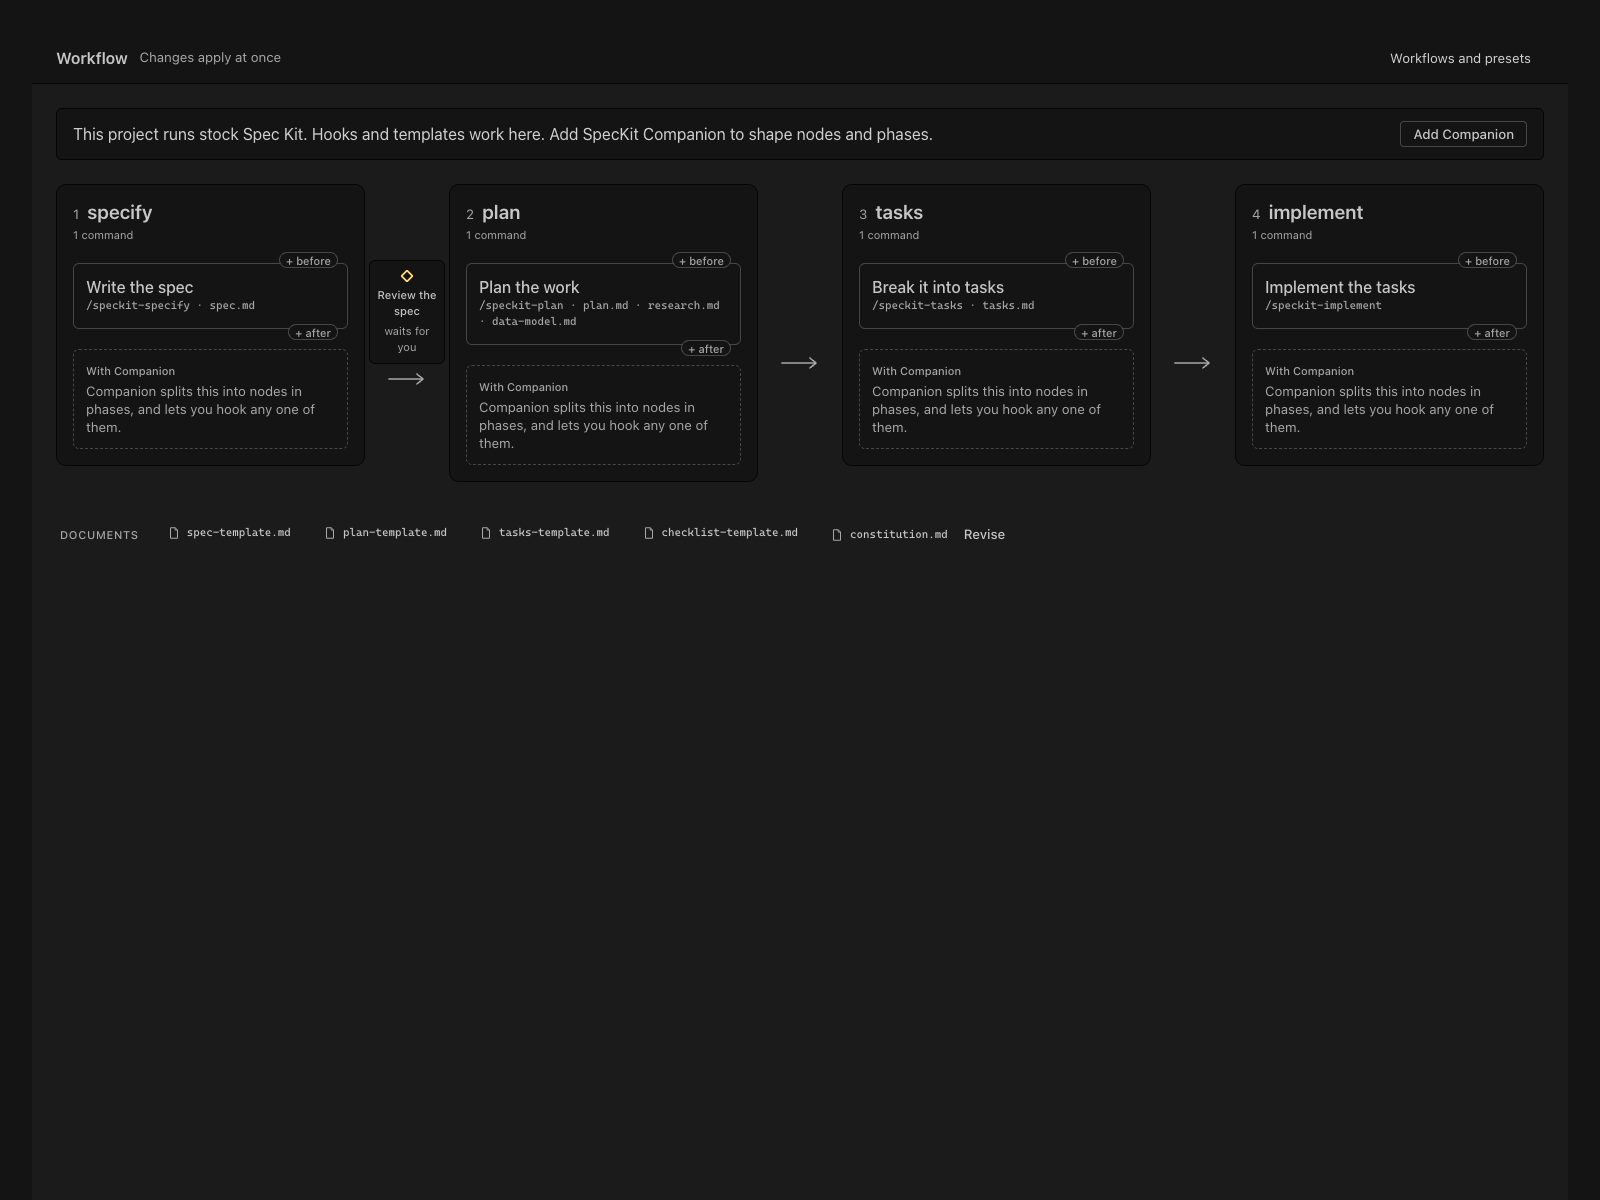 Workflow Changes apply at once
Workflows and presets
This project runs stock Spec Kit. Hooks and templates work here. Add SpecKit Companion to shape nodes and phases.
Add Companion
1 specify
1 command
+ before
Write the spec
/speckit-specify · spec.md
+ after
With Companion
Companion splits this into nodes in
phases, and lets you hook any one of
them.
Review the
spec
waits for
you
2 plan
1 command
+ before
Plan the work
/speckit-plan · plan.md · research.md
· data-model.md
+ after
With Companion
Companion splits this into nodes in
phases, and lets you hook any one of
them.
3 tasks
1 command
+ before
Break it into tasks
/speckit-tasks · tasks.md
+ after
With Companion
Companion splits this into nodes in
phases, and lets you hook any one of
them.
4 implement
1 command
+ before
Implement the tasks
/speckit-implement
+ after
With Companion
Companion splits this into nodes in
phases, and lets you hook any one of
them.
DOCUMENTS spec-template.md plan-template.md tasks-template.md checklist-template.md constitution.md Revise